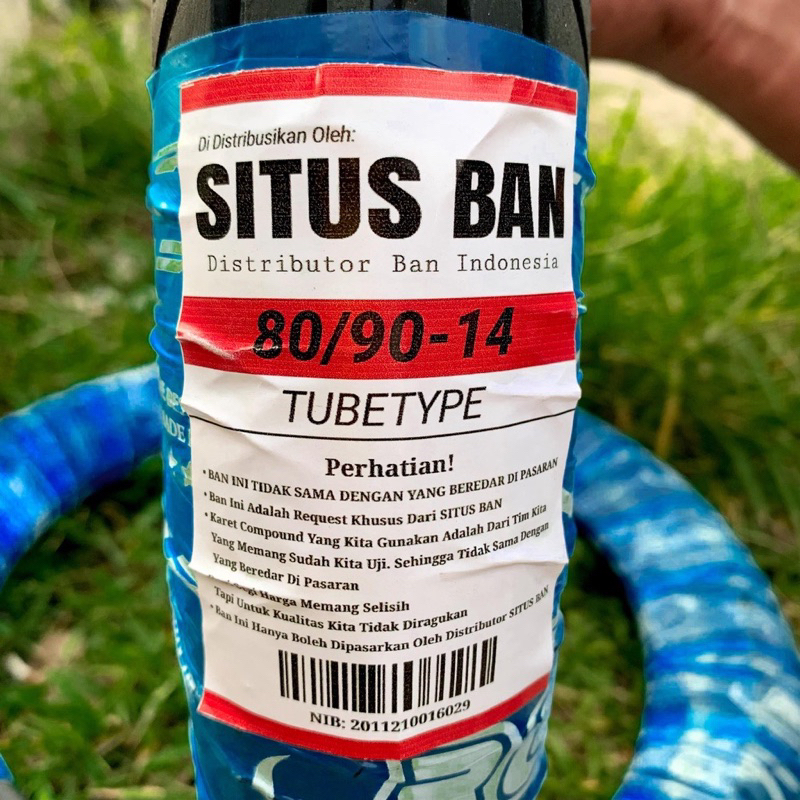 Di Distribusikan Oleh:
SITUS BAN
Distributor Ban Indonesia
80/90-14
TUBETYPE
Perhatian!
• BAN INI TIDAK SAMA DENGAN YANG BEREDAR DI PASARAN
• Ban Ini Adalah Request Khusus Dari SITUS BAN
• Karet Compound Yang Kita Gunakan Adalah Dari Tim Kita
Yang Memang Sudah Kita Uji. Sehingga Tidak Sama Dengan
Yang Beredar Di Pasaran
Harga Memang Selisih
Tapi Untuk Kualitas Kita Tidak Diragukan
• Ban Ini Hanya Boleh Dipasarkan Oleh Distributor SITUS BAN
NIB: 2011210016029